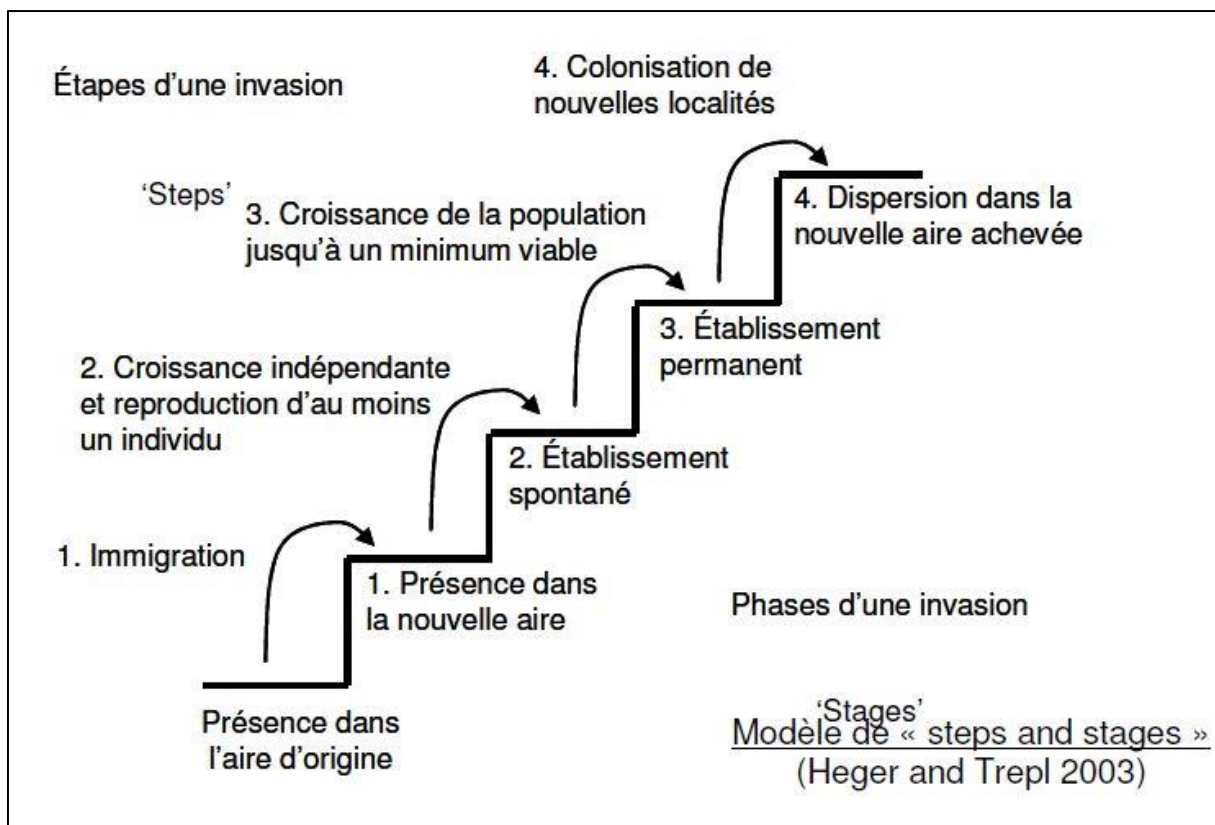 Étapes d'une invasion
4. Colonisation de
nouvelles localités
'Steps'
3. Croissance de la population
jusqu'à un minimum viable
4. Dispersion dans la
nouvelle aire achevée
2. Croissance indépendante
et reproduction d'au moins
un individu
3. Établissement
permanent
1. Immigration
2. Établissement
spontané
1. Présence dans
la nouvelle aire
Phases d'une invasion
Présence dans
l'aire d'origine
'Stages'
Modèle de « steps and stages »
(Heger and Trepl 2003)